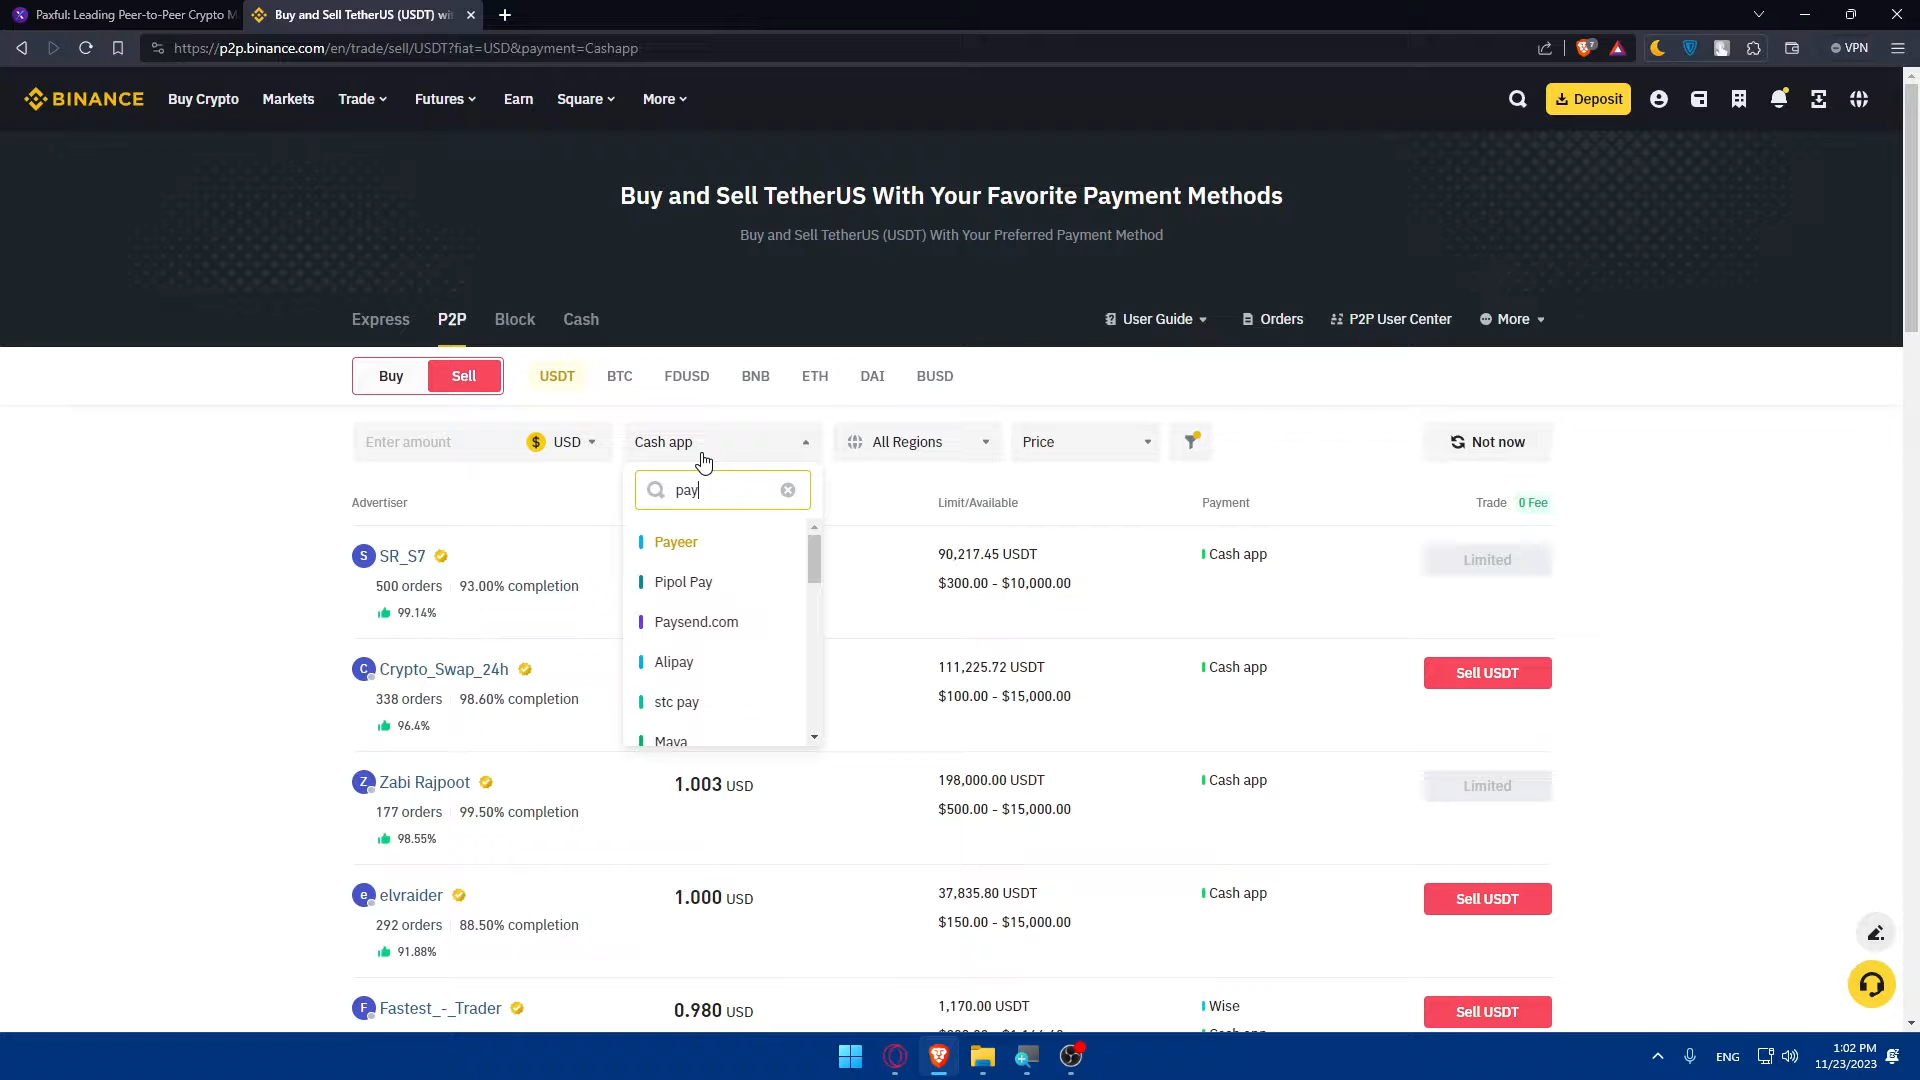 Paxful: Leading Peer-to-Peer Crypto M
Buy and Sell TetherUS (USDT) wit
https://p2p.binance.com/en/trade/sell/USDT?fiat=USD&payment=Cashapp
7
VPN
BINANCE
Buy Crypto
Markets
Trade
Futures
Earn
Square
More
Deposit
Buy and Sell TetherUS With Your Favorite Payment Methods
Buy and Sell TetherUS (USDT) With Your Preferred Payment Method
Express
P2P
Block
Cash
User Guide
Orders
P2P User Center
More
Buy
Sell
USDT
BTC
FDUSD
BNB
ETH
DAI
BUSD
Enter amount
$ USD
Cash app
All Regions
Price
Not now
pay
Payeer
Pipol Pay
Paysend.com
Alipay
stc pay
Maya
Advertiser
Limit/Available
Payment
Trade
0 Fee
S SR_S7
500 orders
93.00% completion
99.14%
90,217.45 USDT
$300.00 - $10,000.00
Cash app
Limited
C Crypto_Swap_24h
338 orders
98.60% completion
96.4%
111,225.72 USDT
$100.00 - $15,000.00
Cash app
Sell USDT
Z Zabi Rajpoot
177 orders
99.50% completion
98.55%
1.003 USD
198,000.00 USDT
$500.00 - $15,000.00
Cash app
Limited
e elvraider
292 orders
88.50% completion
91.88%
1.000 USD
37,835.80 USDT
$150.00 - $15,000.00
Cash app
Sell USDT
F Fastest_-_Trader
0.980 USD
1,170.00 USDT
Wise
Cash app
Sell USDT
ENG
1:02 PM
11/23/2023